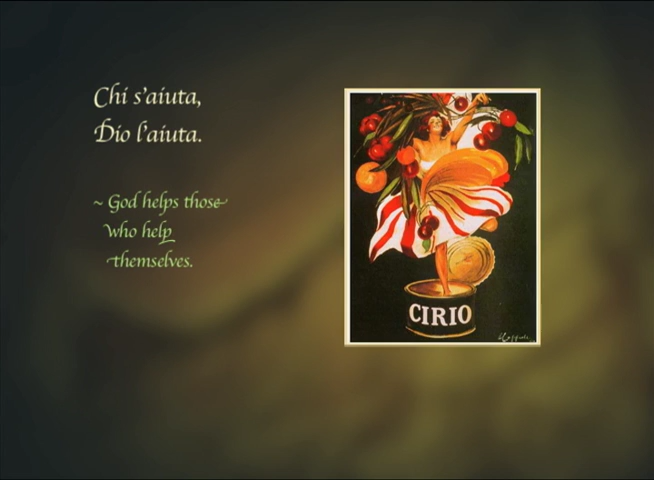 Chi s'aiuta,
Dio l'aiuta.
~ God helps those
who help
themselves.
CIRIO